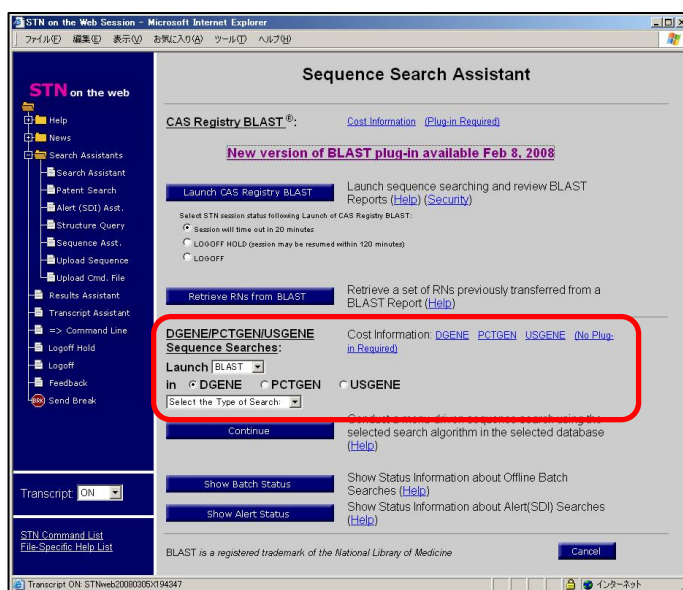 STN on the Web Session - Microsoft Internet Explorer
ファイル(F) 編集(E) 表示(V) お気に入り(A) ツール(T) ヘルプ(H)
STN on the web
Help
News
Search Assistants
Search Assistant
Patent Search
Alert (SDI) Asst.
Structure Query
Sequence Asst.
Upload Sequence
Upload Cmd. File
Results Assistant
Transcript Assistant
=> Command Line
Logoff Hold
Logoff
Feedback
BRK Send Break
Transcript: ON
STN Command List
File-Specific Help List
Sequence Search Assistant
CAS Registry BLAST ®: Cost Information (Plug-in Required)
New version of BLAST plug-in available Feb 8, 2008
Launch CAS Registry BLAST
Launch sequence searching and review BLAST
Reports (Help) (Security)
Select STN session status following Launch of CAS Registry BLAST:
Session will time out in 20 minutes
LOGOFF HOLD (session may be resumed within 120 minutes)
LOGOFF
Retrieve RNs from BLAST
Retrieve a set of RNs previously transferred from a
BLAST Report (Help)
DGENE/PCTGEN/USGENE
Sequence Searches:
Cost Information: DGENE PCTGEN USGENE (No Plug-
in Required)
Launch BLAST
in DGENE PCTGEN USGENE
Select the Type of Search:
Continue
Conduct a menu-driven sequence search using the
selected search algorithm in the selected database
(Help)
Show Batch Status
Show Status Information about Offline Batch
Searches (Help)
Show Alert Status
Show Status Information about Alert(SDI) Searches
(Help)
BLAST is a registered trademark of the National Library of Medicine
Cancel
Transcript ON: STNweb20080305X194347
インターネット